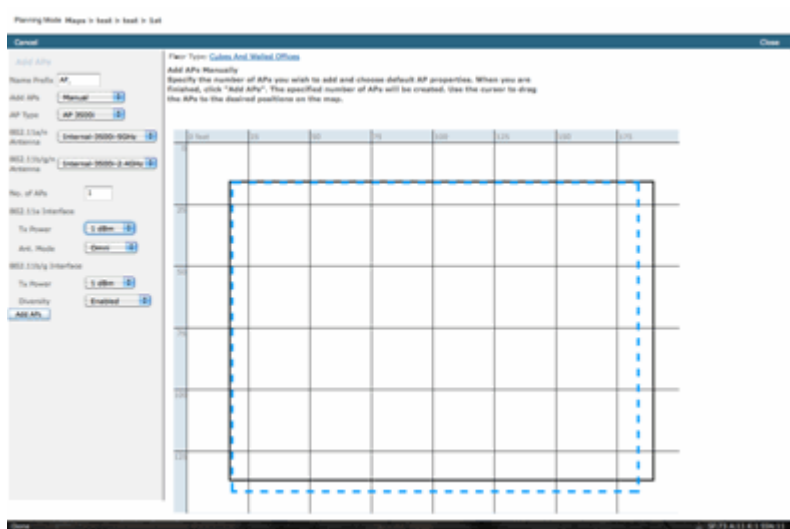 Planning Mode Maps > test > test > 1st
Cancel
Close
Add APs
Name Prefix AP_
Add APs Manual
AP Type AP 3500i
802.11a/n Antenna Internal-3500i-5GHz
802.11b/g/n Antenna Internal-3500i-2.4GHz
No. of APs 1
802.11a Interface
Tx Power 1 dBm
Ant. Mode Omni
802.11b/g Interface
Tx Power 1 dBm
Diversity Enabled
Add APs
Floor Type: Cubes And Walled Offices
Add APs Manually
Specify the number of APs you wish to add and choose default AP properties. When you are
finished, click "Add APs". The specified number of APs will be created. Use the cursor to drag
the APs to the desired positions on the map.
0 feet 25 50 75 100 125 150 175
0
25
50
75
100
125
Done